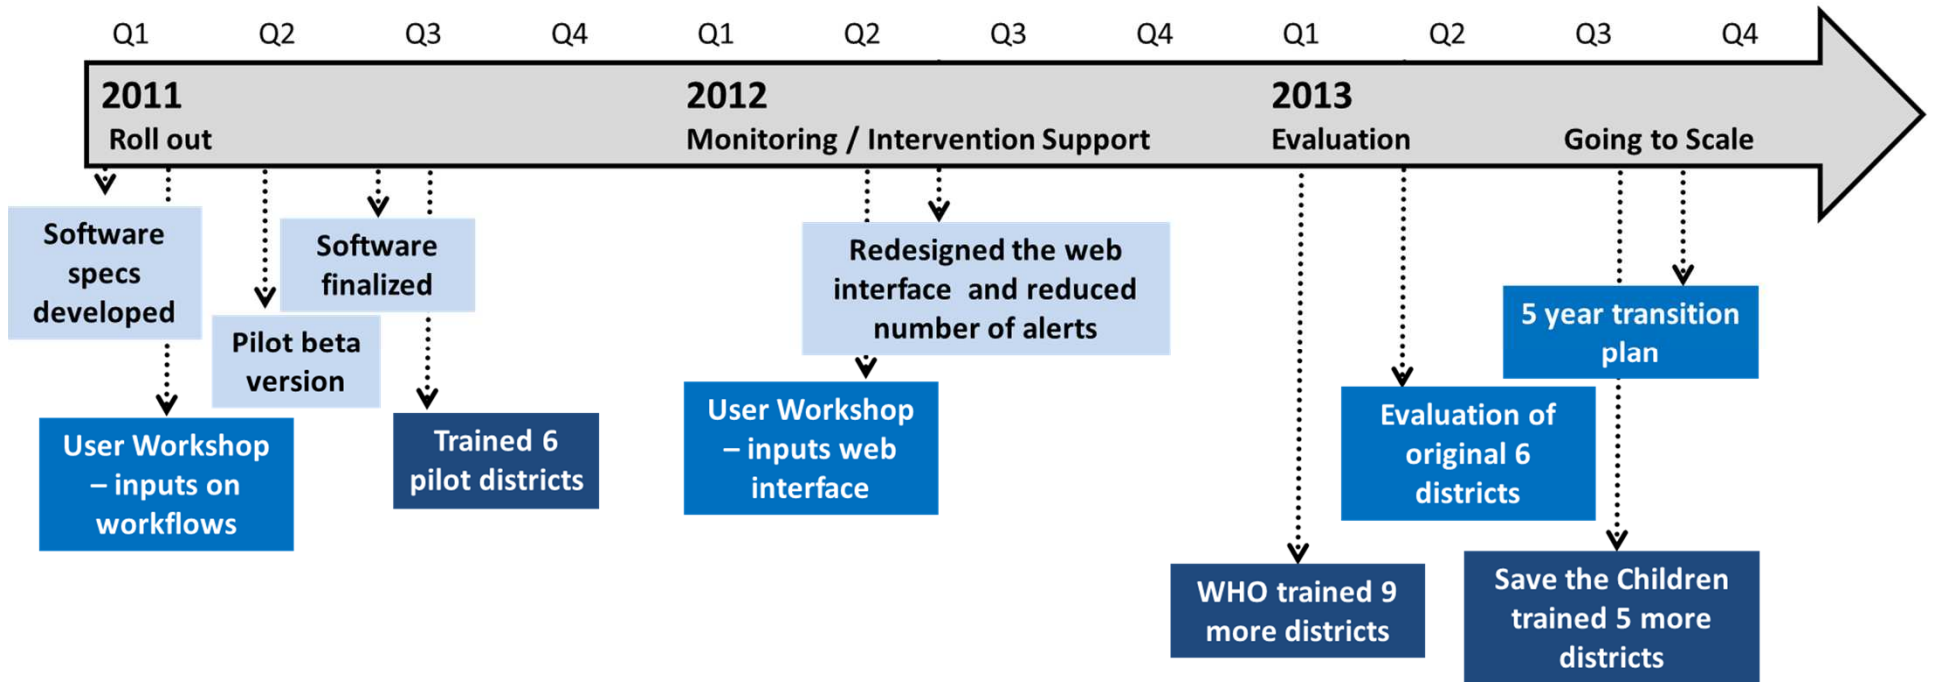 Q1 Q2 Q3 Q4 Q1 Q2 Q3 Q4 Q1 Q2 Q3 Q4
2011 2012 2013
Roll out Monitoring / Intervention Support Evaluation Going to Scale
Software
specs
developed
User Workshop
– inputs on
workflows
Pilot beta
version
Software
finalized
Trained 6
pilot districts
Redesigned the web
interface and reduced
number of alerts
User Workshop
– inputs web
interface
WHO trained 9
more districts
Evaluation of
original 6
districts
5 year transition
plan
Save the Children
trained 5 more
districts